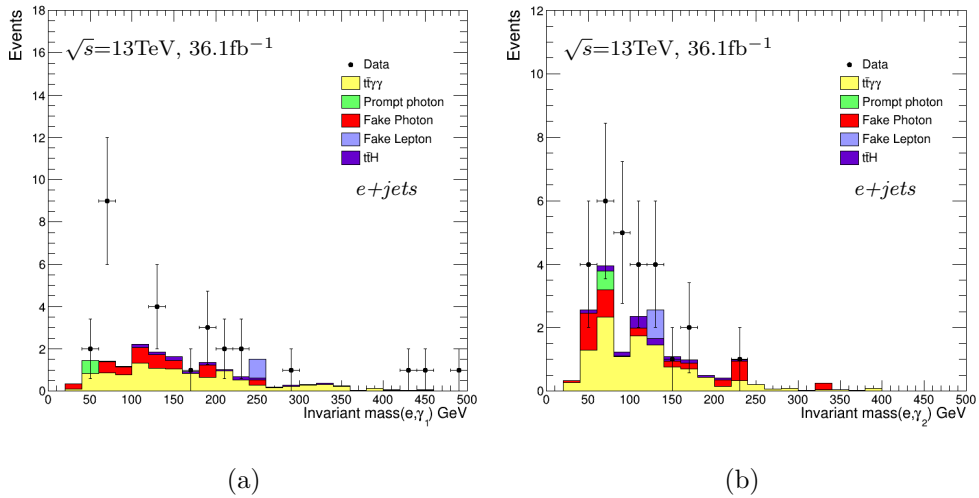 Events
18
16
14
12
10
8
6
4
2
0
√s=13TeV, 36.1fb⁻¹
Data
tt̄γγ
Prompt photon
Fake Photon
Fake Lepton
tt̄H
e+jets
0 50 100 150 200 250 300 350 400 450 500
Invariant mass(e,γ₁) GeV
(a)
Events
12
10
8
6
4
2
0
√s=13TeV, 36.1fb⁻¹
Data
tt̄γγ
Prompt photon
Fake Photon
Fake Lepton
tt̄H
e+jets
0 50 100 150 200 250 300 350 400 450 500
Invariant mass(e,γ₂) GeV
(b)